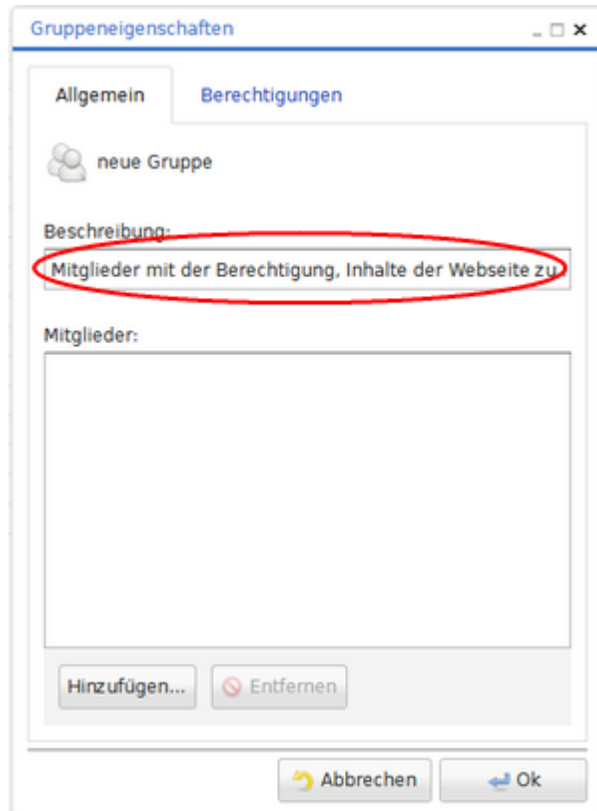 Gruppeneigenschaften
Allgemein Berechtigungen
neue Gruppe
Beschreibung:
Mitglieder mit der Berechtigung, Inhalte der Webseite zu
Mitglieder:
Hinzufügen... Entfernen
Abbrechen Ok